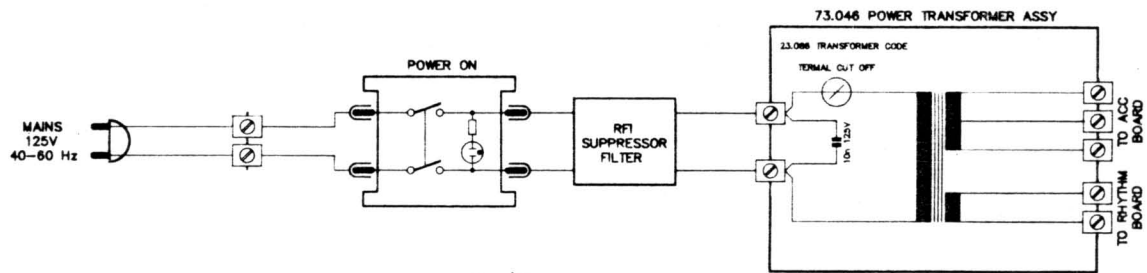 73.046 POWER TRANSFORMER ASSY
23.086 TRANSFORMER CODE
TERMAL CUT OFF
POWER ON
MAINS
125V
40-60 Hz
RFI
SUPPRESSOR
FILTER
10n 125V
TO ACC
BOARD
TO RHYTHM
BOARD